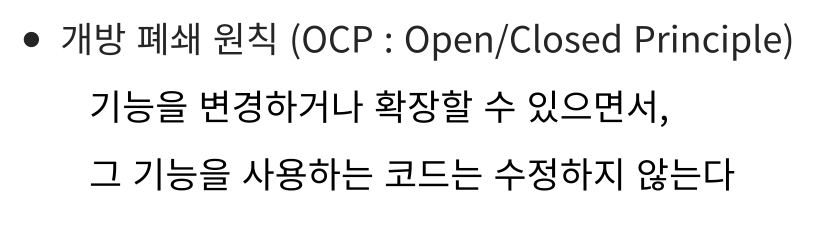 • 개방 폐쇄 원칙 (OCP : Open/Closed Principle)
기능을 변경하거나 확장할 수 있으면서,
그 기능을 사용하는 코드는 수정하지 않는다